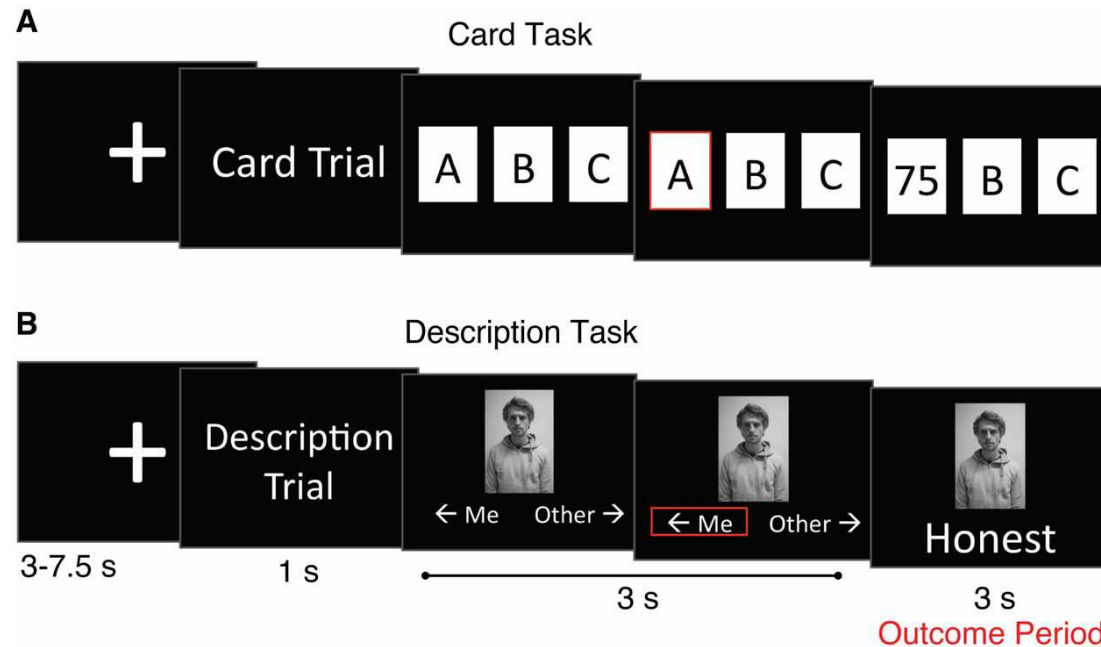 A
Card Task
+
Card Trial
A B C
A B C
75 B C
B
Description Task
+
Description
Trial
← Me Other →
← Me Other →
Honest
3-7.5 s
1 s
3 s
3 s
Outcome Period